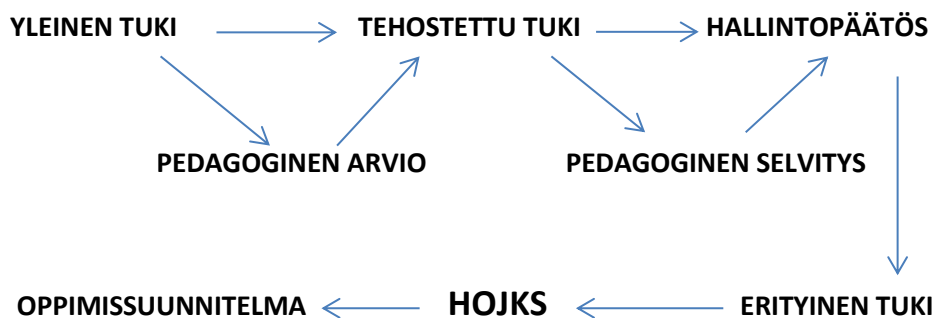 YLEINEN TUKI TEHOSTETTU TUKI HALLINTOPÄÄTÖS
PEDAGOGINEN ARVIO PEDAGOGINEN SELVITYS
OPPIMISSUUNNITELMA HOJKS ERITYINEN TUKI